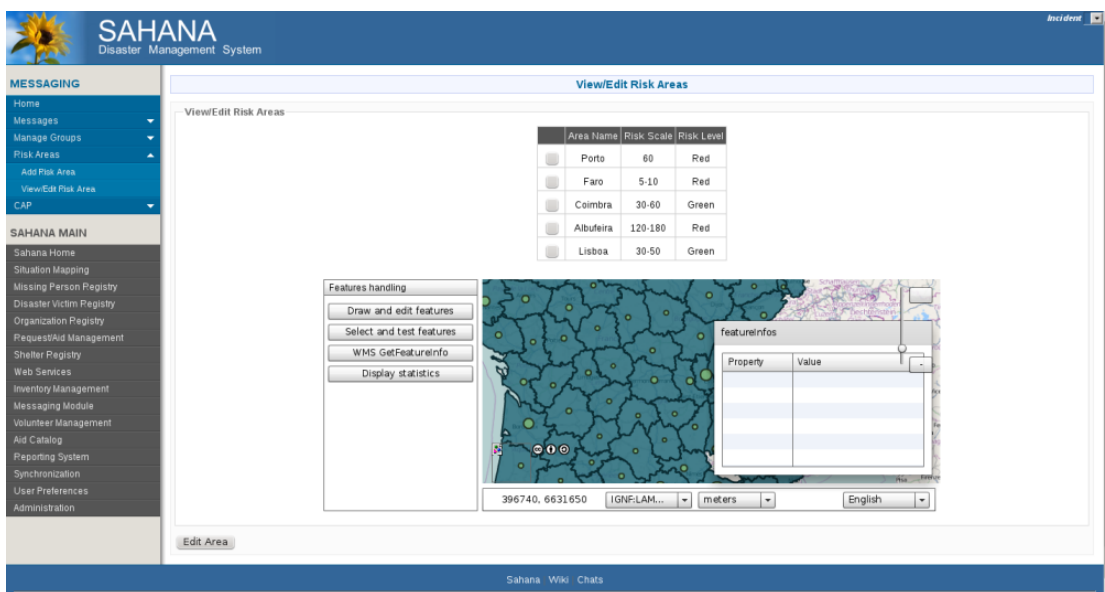 Incident
SAHANA
Disaster Management System
MESSAGING
Home
Messages
Manage Groups
Risk Areas
Add Risk Area
View/Edit Risk Area
CAP
SAHANA MAIN
Sahana Home
Situation Mapping
Missing Person Registry
Disaster Victim Registry
Organization Registry
Request/Aid Management
Shelter Registry
Web Services
Inventory Management
Messaging Module
Volunteer Management
Aid Catalog
Reporting System
Synchronization
User Preferences
Administration
View/Edit Risk Areas
View/Edit Risk Areas
Area Name Risk Scale Risk Level
Porto 60 Red
Faro 5-10 Red
Coimbra 30-60 Green
Albufeira 120-180 Red
Lisboa 30-50 Green
Features handling
Draw and edit features
Select and test features
WMS GetFeatureInfo
Display statistics
featureInfos
Property Value
-
396740, 6631650 IGNF:LAM... meters English
Edit Area
Sahana Wiki Chats